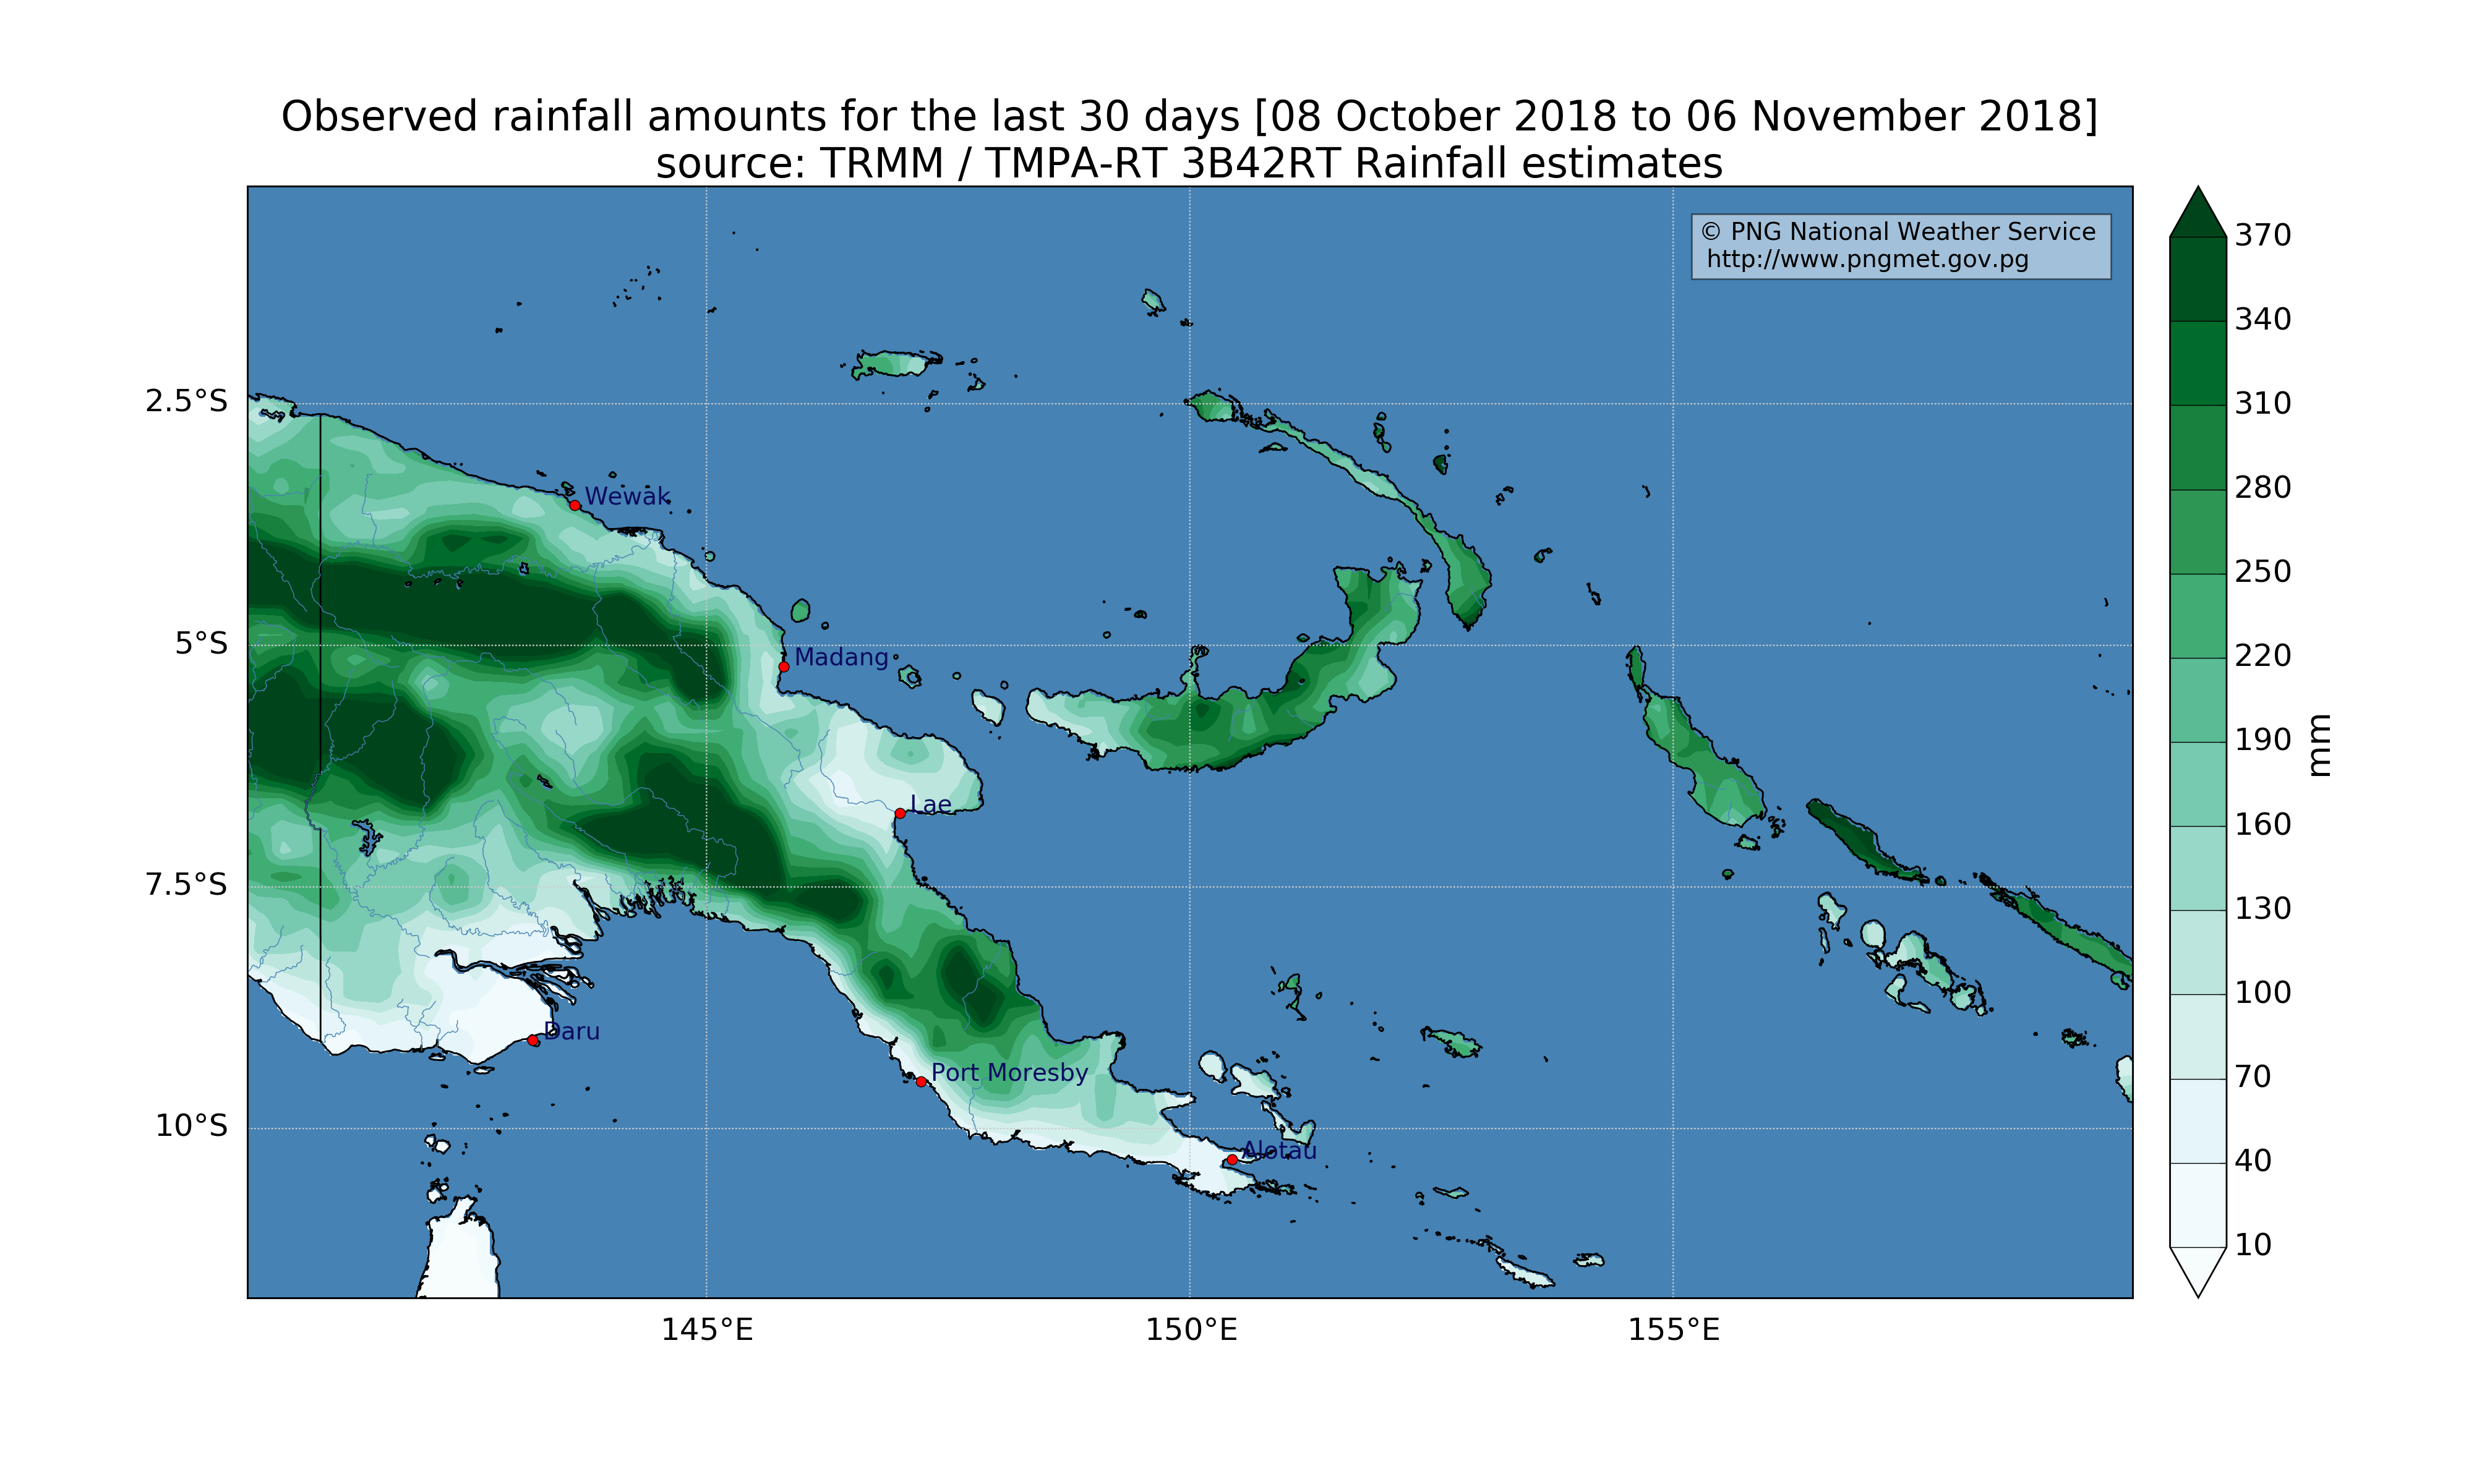 Observed rainfall amounts for the last 30 days [08 October 2018 to 06 November 2018]
source: TRMM / TMPA-RT 3B42RT Rainfall estimates
© PNG National Weather Service
http://www.pngmet.gov.pg
370
340
310
280
250
220
190
160
130
100
70
40
10
mm
2.5°S
5°S
7.5°S
10°S
Wewak
Madang
Lae
Daru
Port Moresby
Alotau
145°E
150°E
155°E